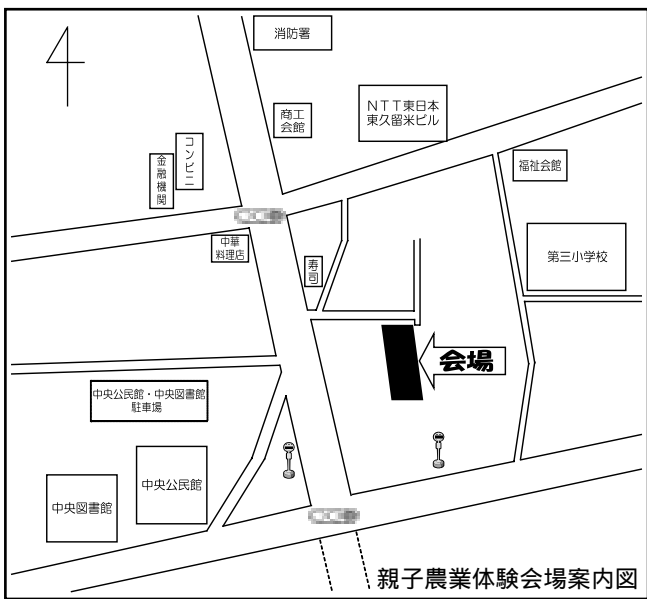 消防署
商工
会館
NTT東日本
東久留米ビル
コンビニ
金融機関
福祉会館
中華
料理店
寿司
第三小学校
会場
中央公民館・中央図書館
駐車場
中央公民館
中央図書館
親子農業体験会場案内図